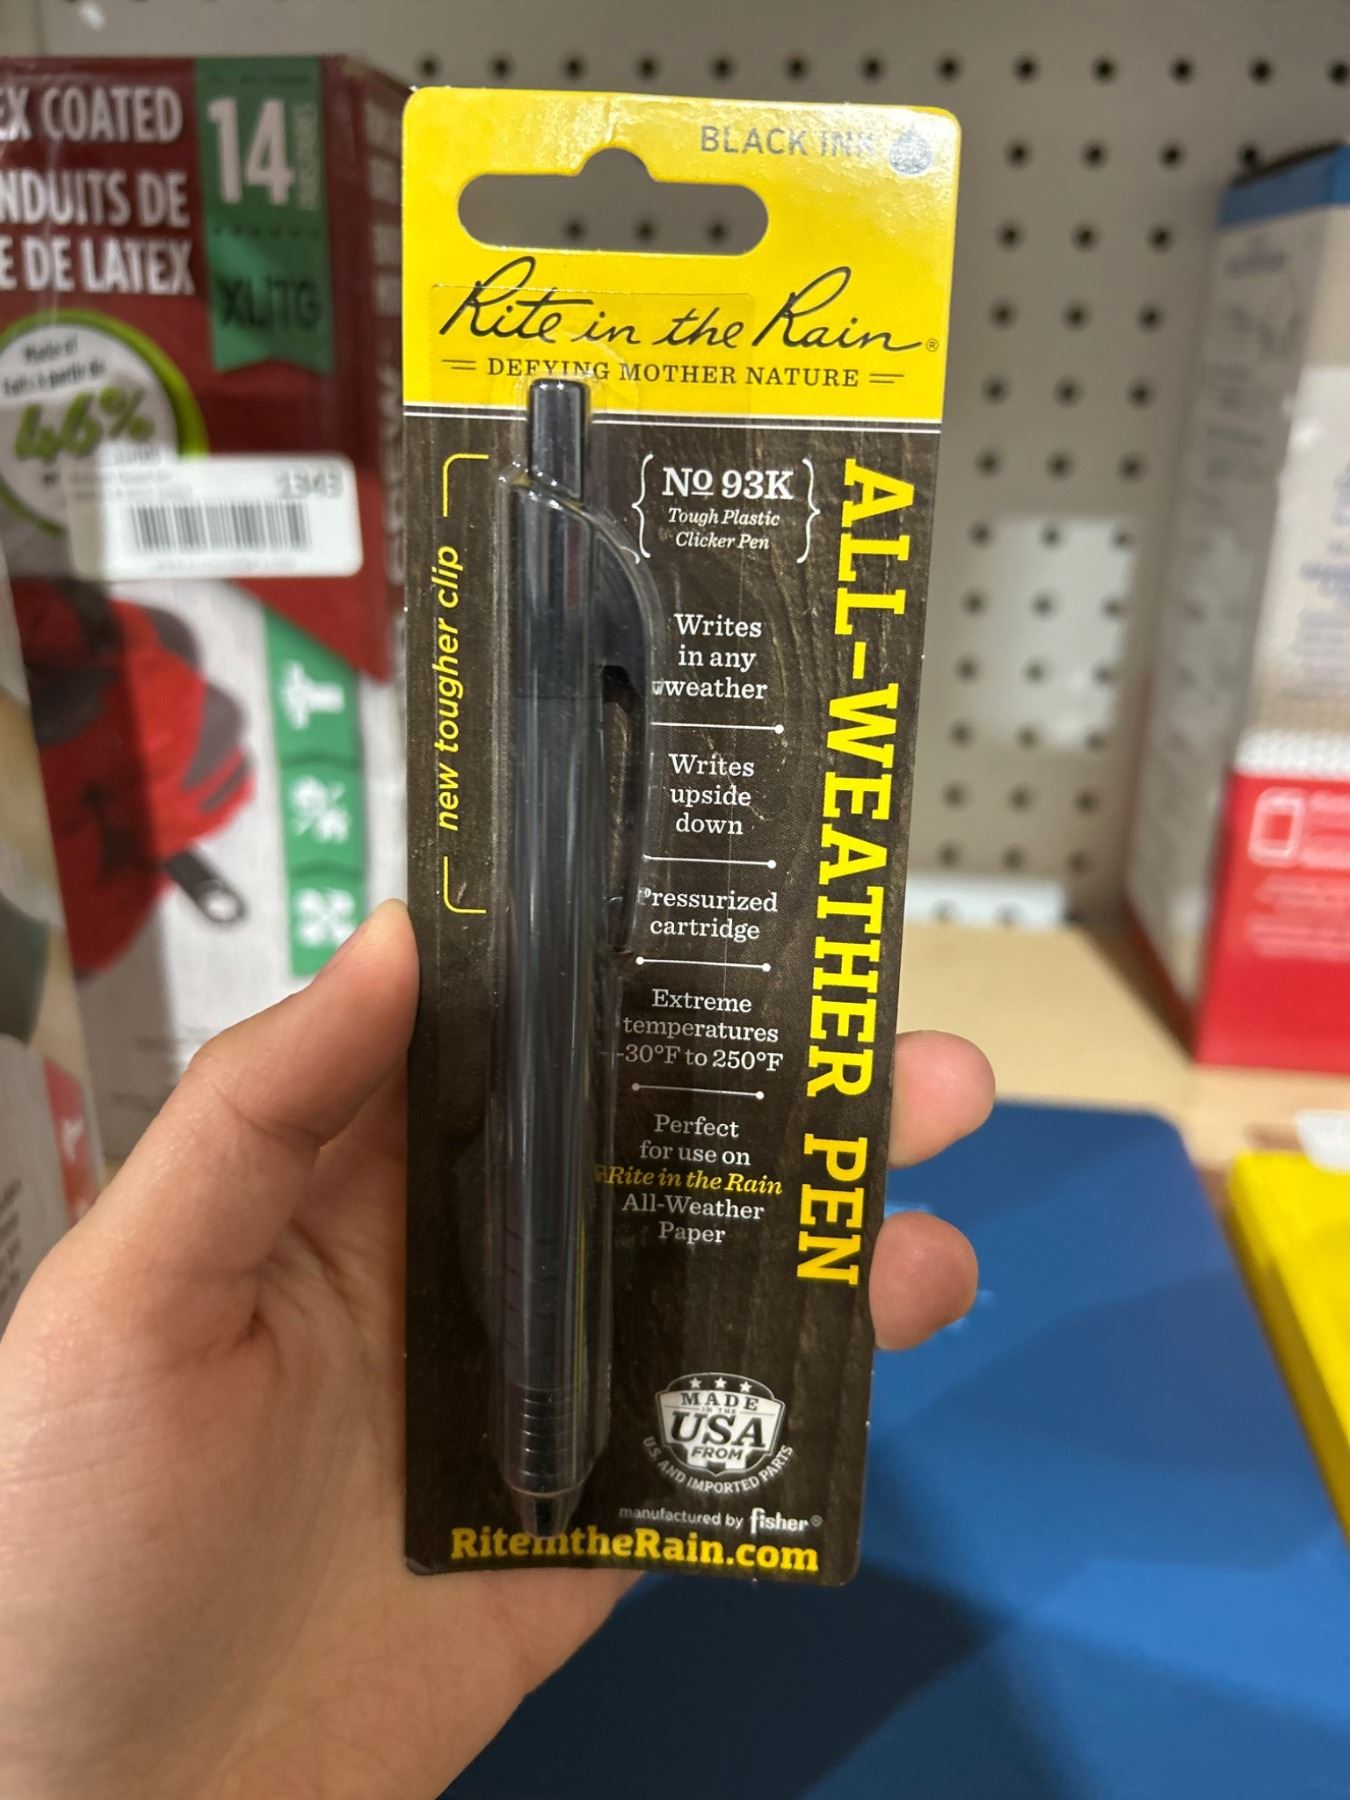 BLACK INK
Rite in the Rain®
DEFYING MOTHER NATURE
ALL-WEATHER PEN
new tougher clip
No 93K
Tough Plastic
Clicker Pen
Writes
in any
weather
Writes
upside
down
Pressurized
cartridge
Extreme
temperatures
-30°F to 250°F
Perfect
for use on
Rite in the Rain
All-Weather
Paper
MADE
IN THE
USA
FROM
U.S. AND IMPORTED PARTS
manufactured by fisher®
RiteintheRain.com
EX COATED
NDUITS DE
E DE LATEX
14
XL/TG
46%
1343